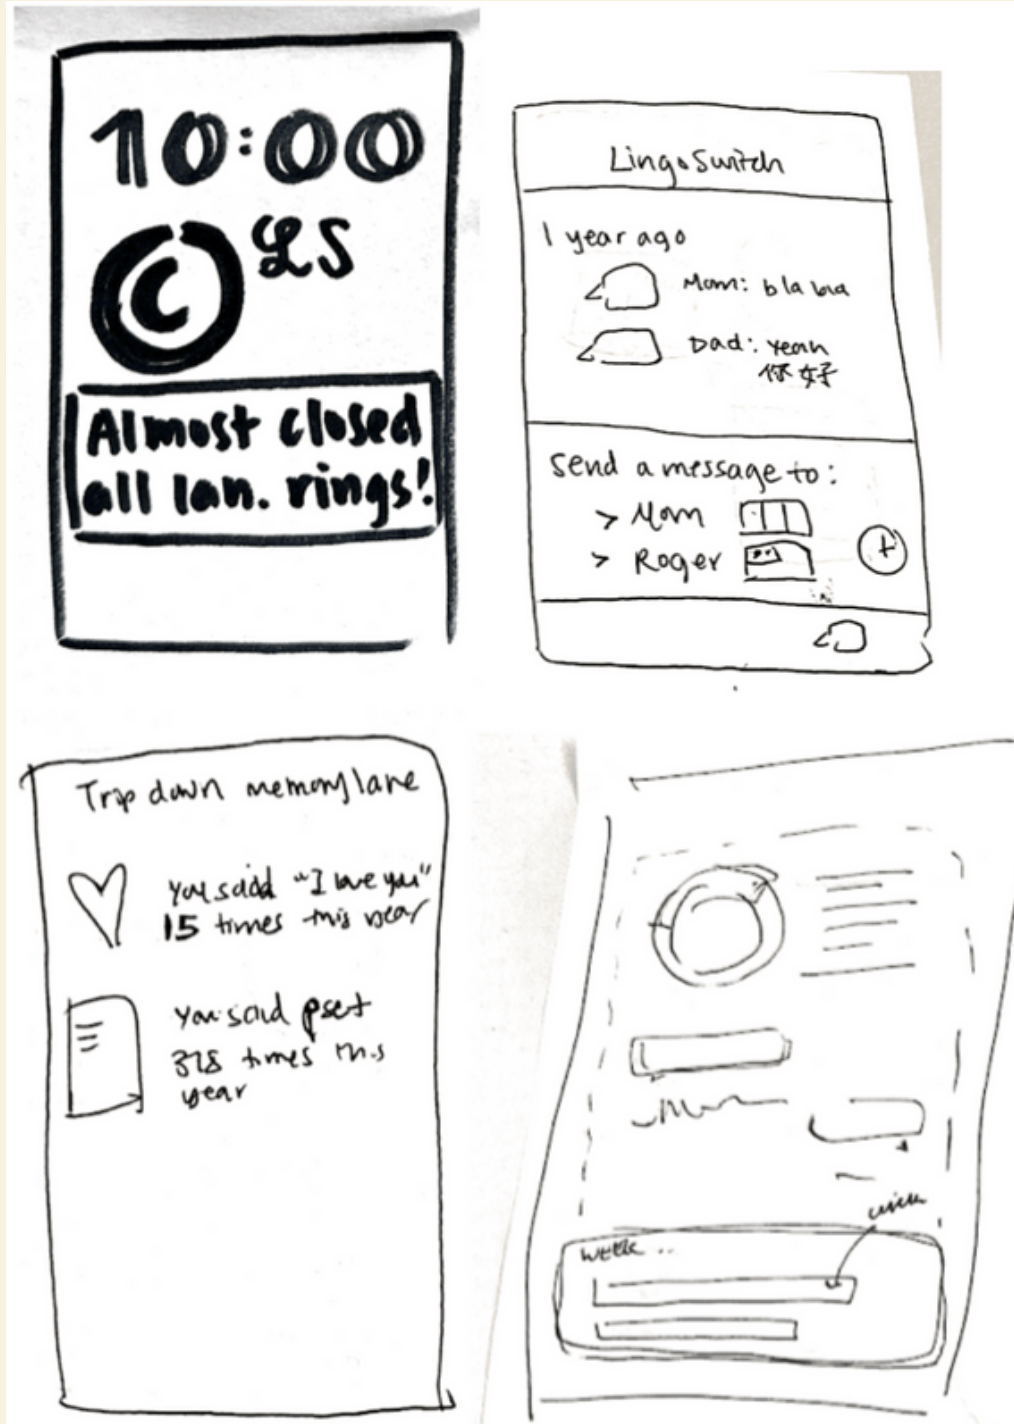 10:00
C
LS
Almost closed
all lan. rings!
LingoSwitch
1 year ago
Mom: bla bla
Dad: yeah
你好
Send a message to:
> Mom
> Roger
+
Trip down memory lane
You said "I love you"
15 times this year
You said pset
318 times this
year
week ..